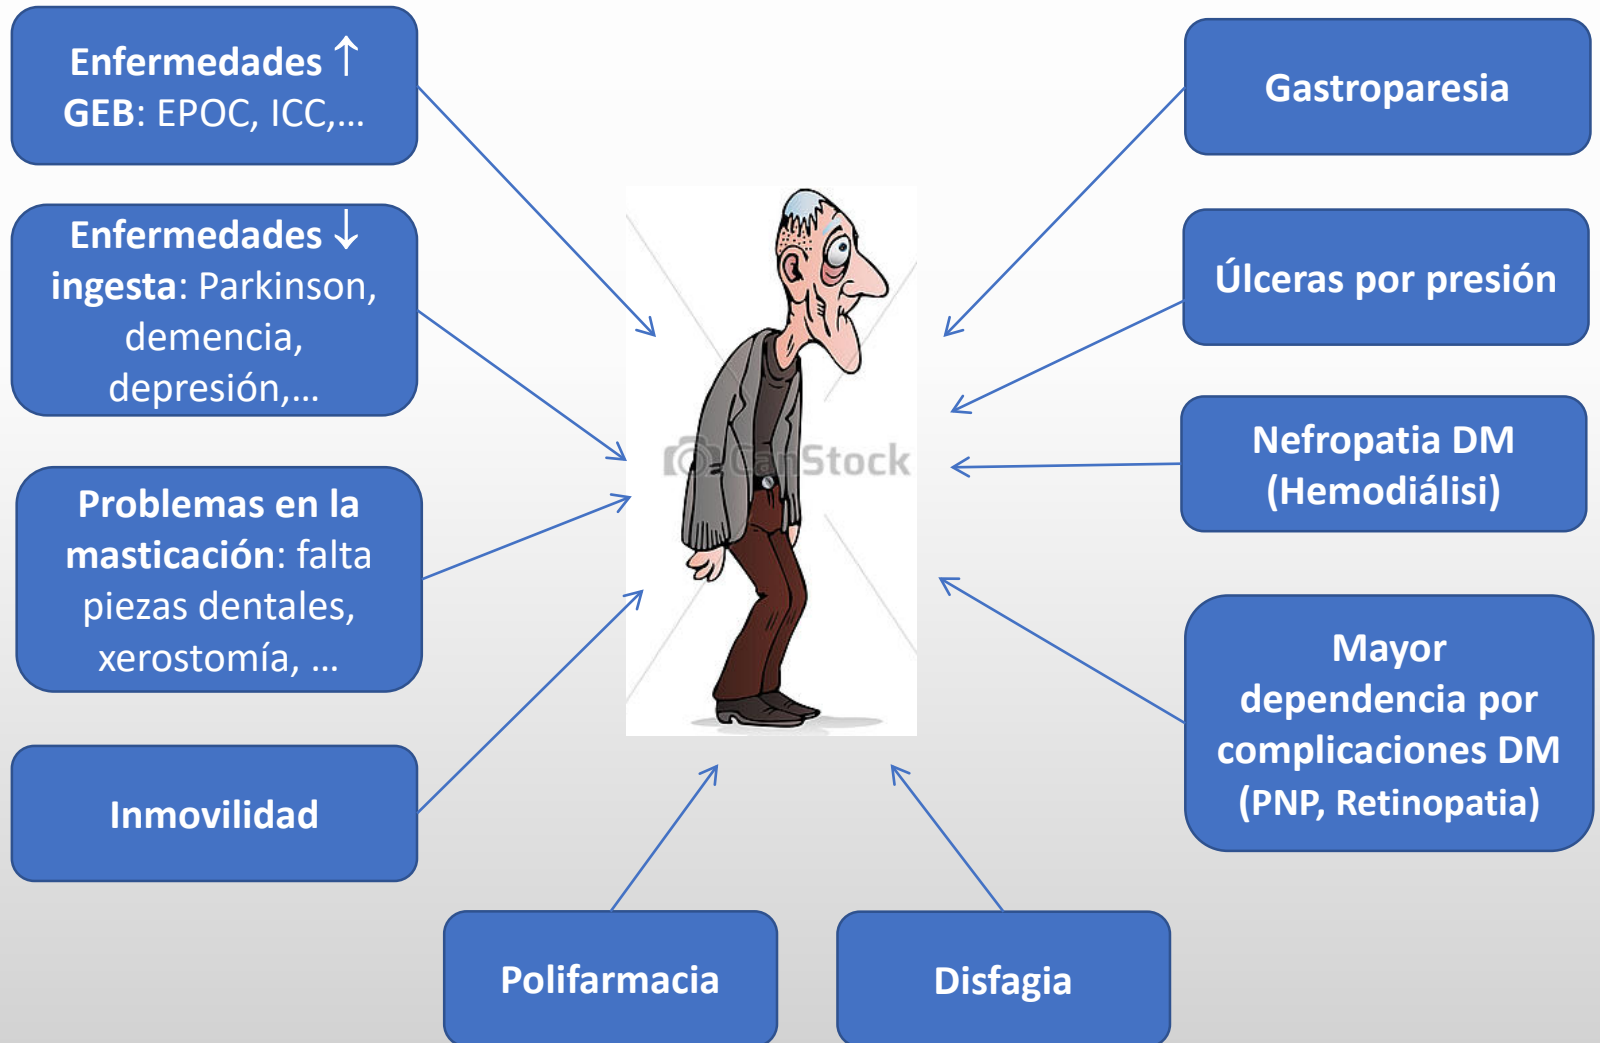 Enfermedades ↑
GEB: EPOC, ICC,...
Enfermedades ↓
ingesta: Parkinson,
demencia,
depresión,...
Problemas en la
masticación: falta
piezas dentales,
xerostomía, ...
Inmovilidad
Polifarmacia
Disfagia
Gastroparesia
Úlceras por presión
Nefropatia DM
(Hemodiálisi)
Mayor
dependencia por
complicaciones DM
(PNP, Retinopatia)
CanStock